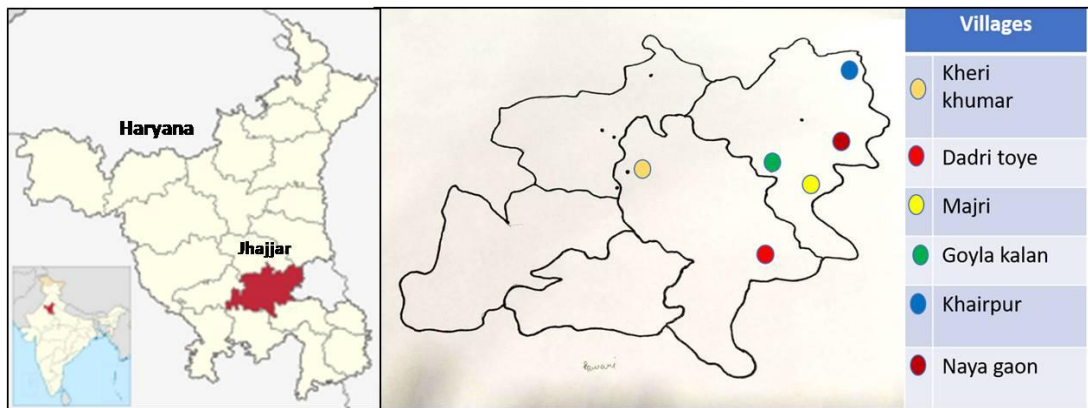 Haryana
Jhajjar
Villages
Kheri
khumar
Dadri toye
Majri
Goyla kalan
Khairpur
Naya gaon